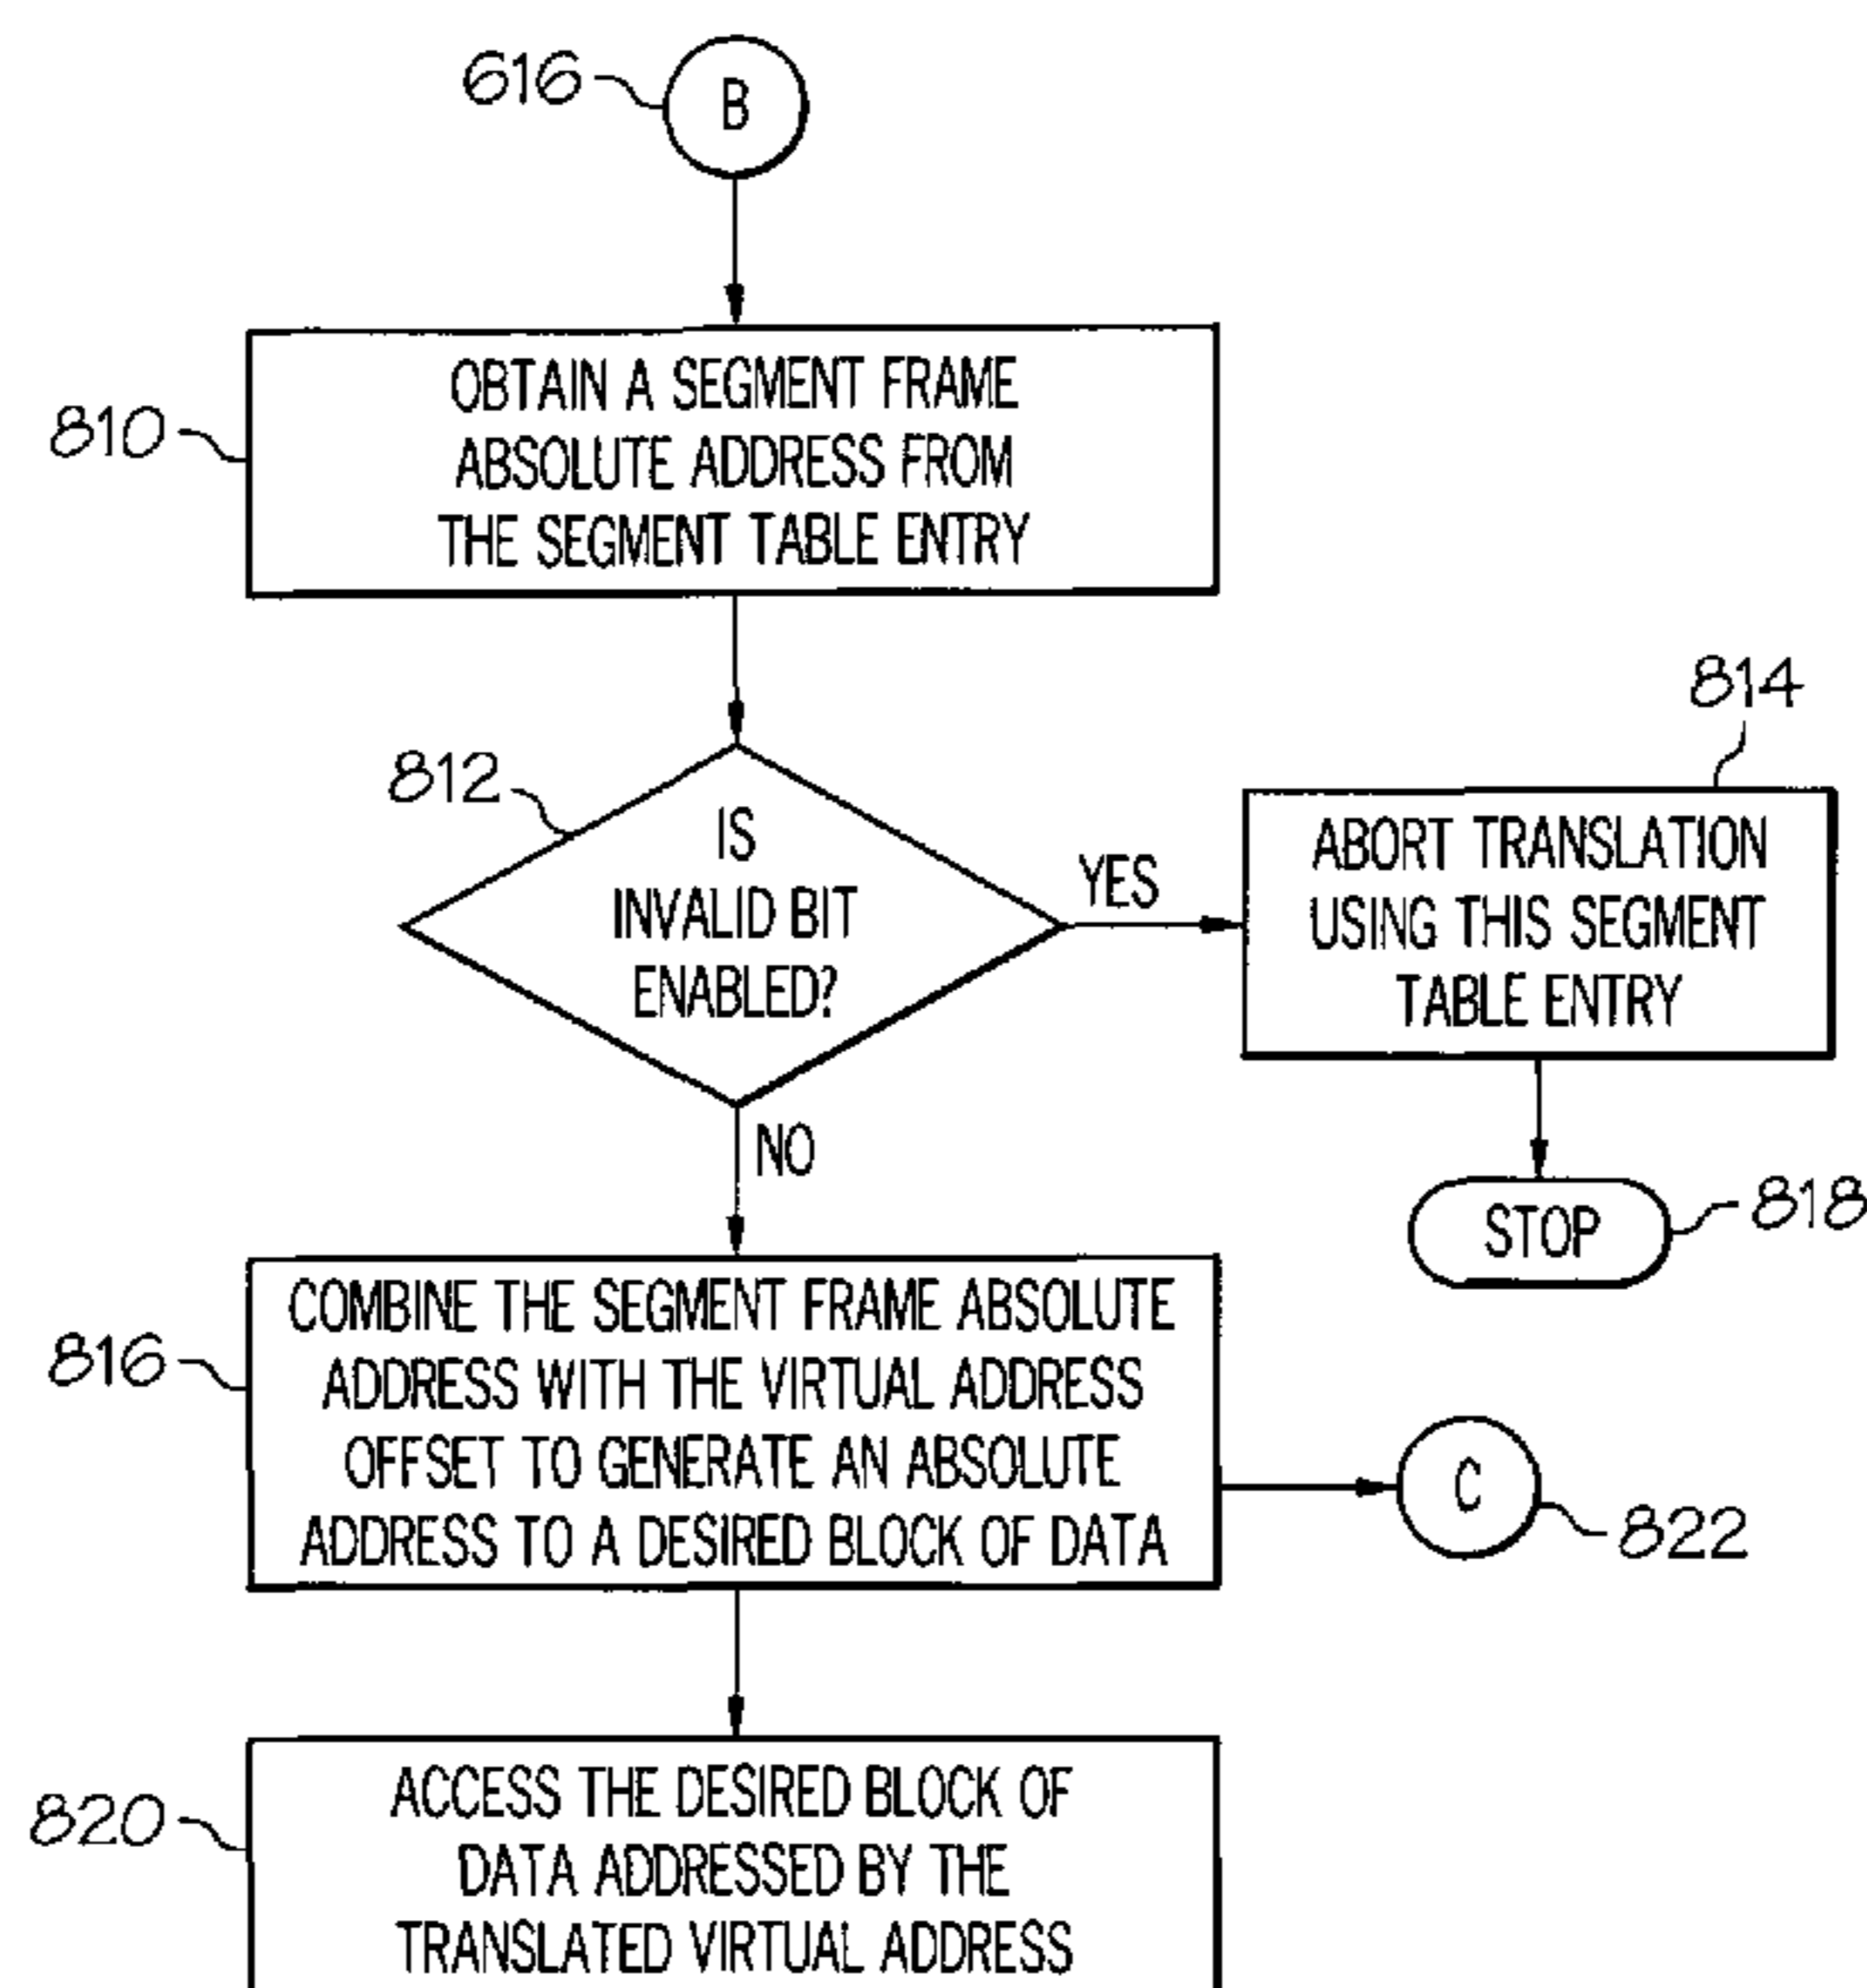 616
B
810
OBTAIN A SEGMENT FRAME
ABSOLUTE ADDRESS FROM
THE SEGMENT TABLE ENTRY
812
IS
INVALID BIT
ENABLED?
YES
814
ABORT TRANSLATION
USING THIS SEGMENT
TABLE ENTRY
STOP
818
NO
816
COMBINE THE SEGMENT FRAME ABSOLUTE
ADDRESS WITH THE VIRTUAL ADDRESS
OFFSET TO GENERATE AN ABSOLUTE
ADDRESS TO A DESIRED BLOCK OF DATA
C
822
820
ACCESS THE DESIRED BLOCK OF
DATA ADDRESSED BY THE
TRANSLATED VIRTUAL ADDRESS